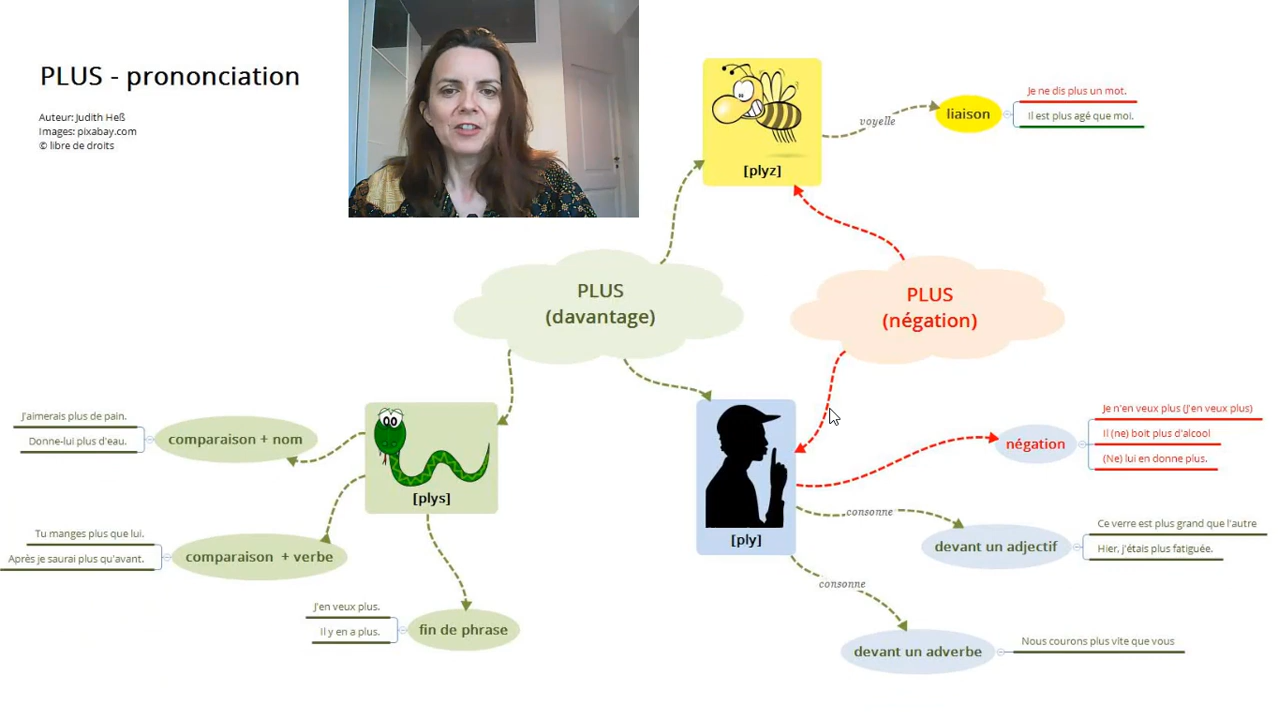 PLUS - prononciation
Auteur: Judith Heß
Images: pixabay.com
© libre de droits
[plyz]
voyelle
liaison
Je ne dis plus un mot.
Il est plus agé que moi.
PLUS
(davantage)
PLUS
(négation)
J'aimerais plus de pain.
Donne-lui plus d'eau.
comparaison + nom
[plys]
Tu manges plus que lui.
Après je saurai plus qu'avant.
comparaison + verbe
J'en veux plus.
Il y en a plus.
fin de phrase
[ply]
négation
Je n'en veux plus (J'en veux plus)
Il (ne) boit plus d'alcool
(Ne) lui en donne plus.
consonne
devant un adjectif
Ce verre est plus grand que l'autre
Hier, j'étais plus fatiguée.
consonne
devant un adverbe
Nous courons plus vite que vous